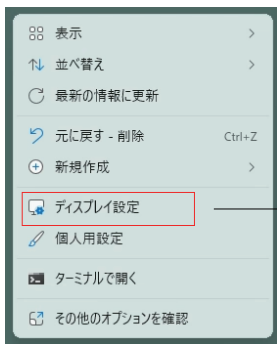 表示
並べ替え
最新の情報に更新
元に戻す - 削除 Ctrl+Z
新規作成
ディスプレイ設定
個人用設定
ターミナルで開く
その他のオプションを確認